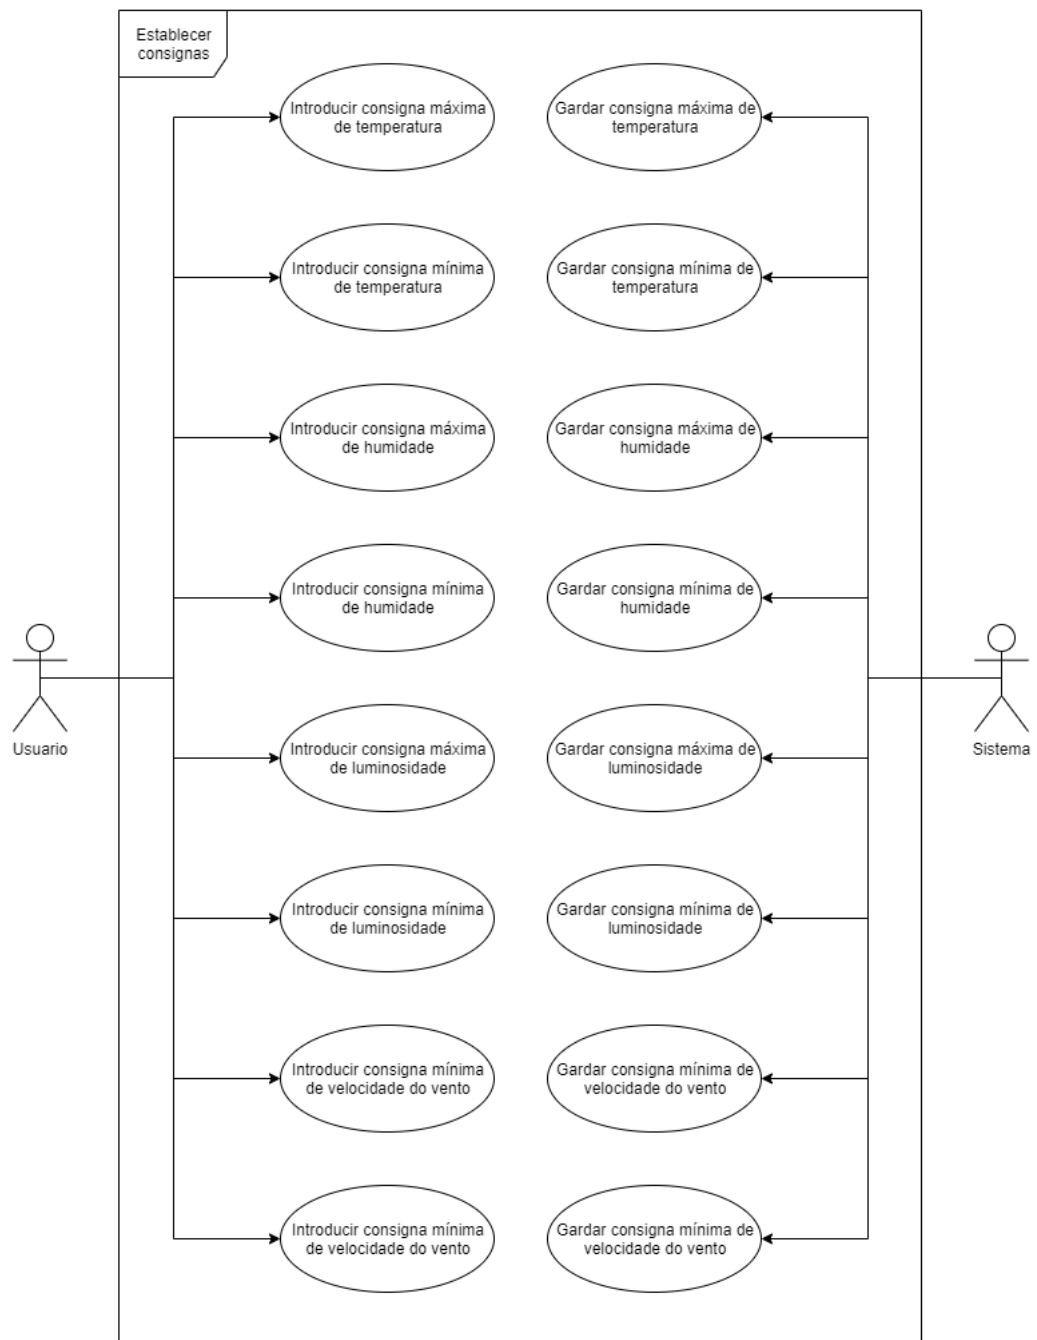 Establecer
consignas
Introducir consigna máxima
de temperatura
Gardar consigna máxima de
temperatura
Introducir consigna mínima
de temperatura
Gardar consigna mínima de
temperatura
Introducir consigna máxima
de humidade
Gardar consigna máxima de
humidade
Introducir consigna mínima
de humidade
Gardar consigna mínima de
humidade
Usuario
Sistema
Introducir consigna máxima
de luminosidade
Gardar consigna máxima de
luminosidade
Introducir consigna mínima
de luminosidade
Gardar consigna mínima de
luminosidade
Introducir consigna mínima
de velocidade do vento
Gardar consigna mínima de
velocidade do vento
Introducir consigna mínima
de velocidade do vento
Gardar consigna mínima de
velocidade do vento